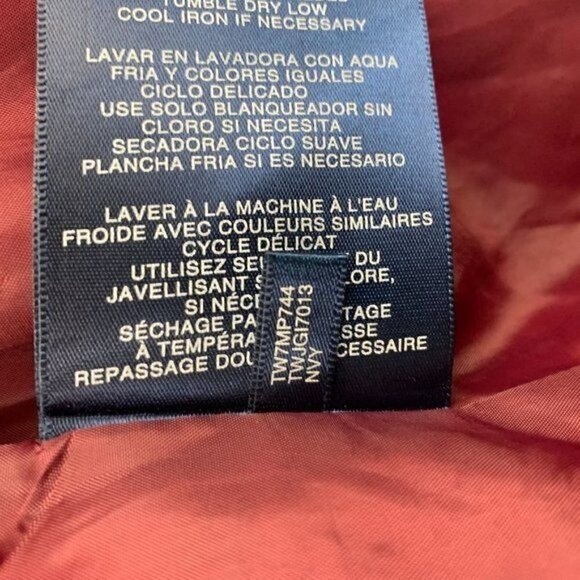 TUMBLE DRY LOW
COOL IRON IF NECESSARY
LAVAR EN LAVADORA CON AQUA
FRIA Y COLORES IGUALES
CICLO DELICADO
USE SOLO BLANQUEADOR SIN
CLORO SI NECESITA
SECADORA CICLO SUAVE
PLANCHA FRIA SI ES NECESARIO
LAVER À LA MACHINE À L'EAU
FROIDE AVEC COULEURS SIMILAIRES
CYCLE DÉLICAT
UTILISEZ DU
JAVELLISANT
SI
SÉCHAGE
À
REPASSAGE
TW7MP744
TWJGI7013
NVY